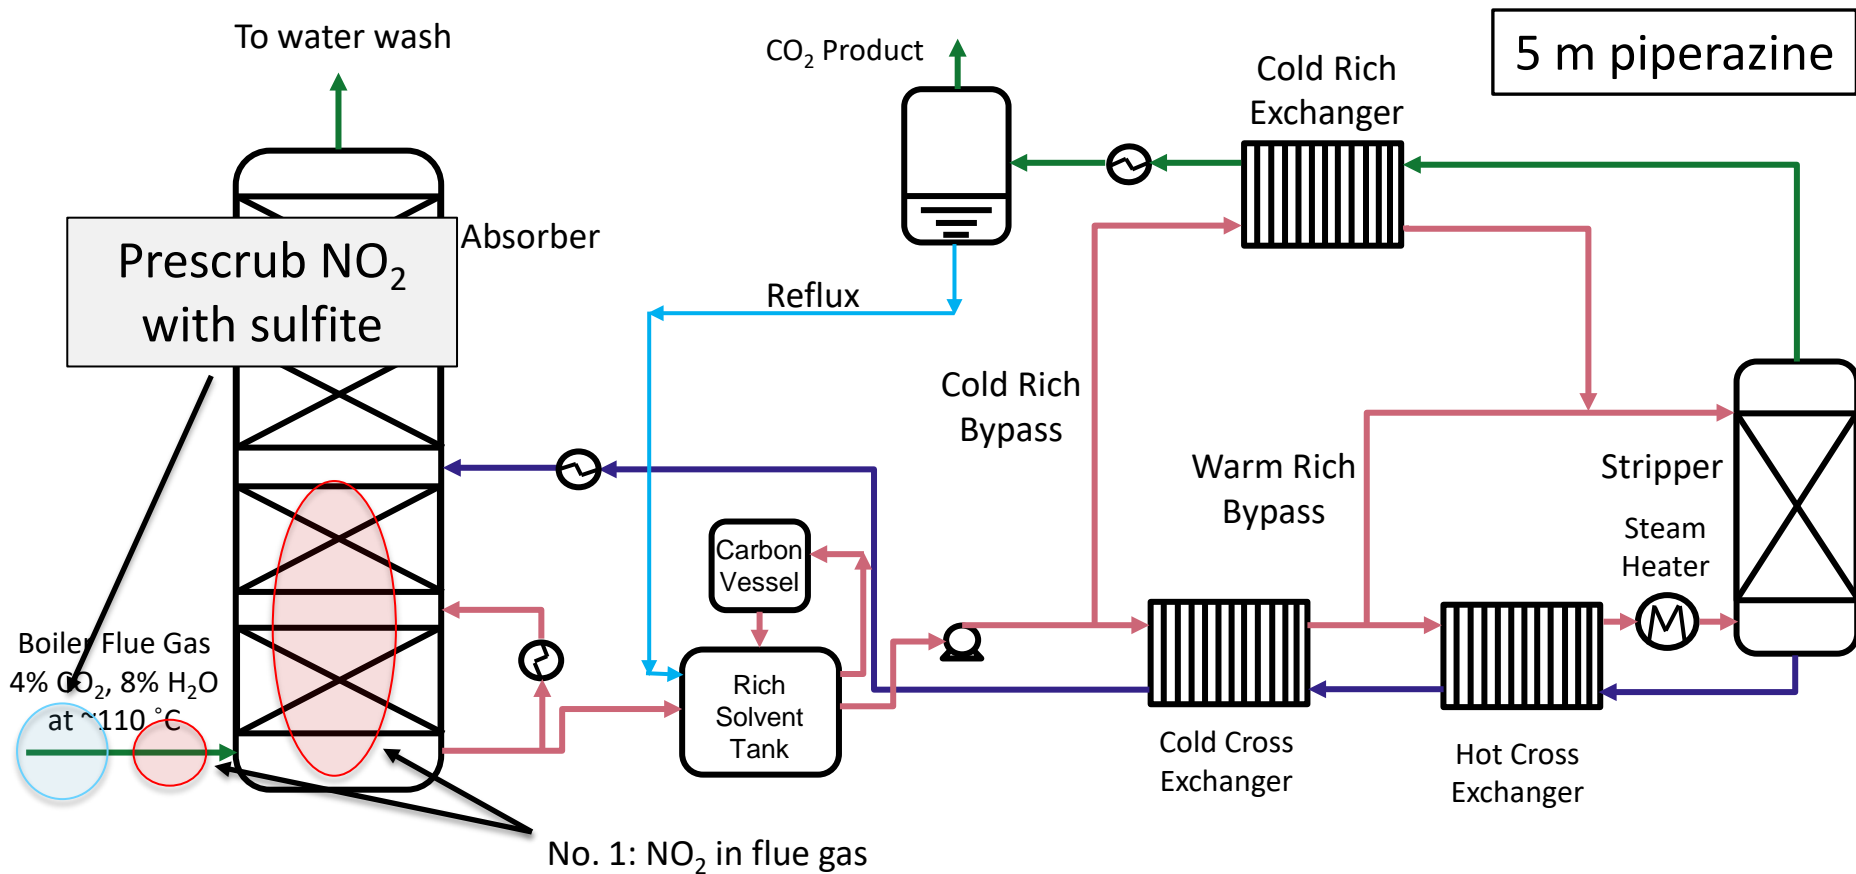 To water wash
CO₂ Product
Cold Rich
Exchanger
5 m piperazine
Prescrub NO₂
with sulfite
Absorber
Reflux
Cold Rich
Bypass
Warm Rich
Bypass
Stripper
Steam
Heater
Carbon
Vessel
Boiler Flue Gas
4% CO₂, 8% H₂O
at ~110 ˚C
Rich
Solvent
Tank
Cold Cross
Exchanger
Hot Cross
Exchanger
No. 1: NO₂ in flue gas